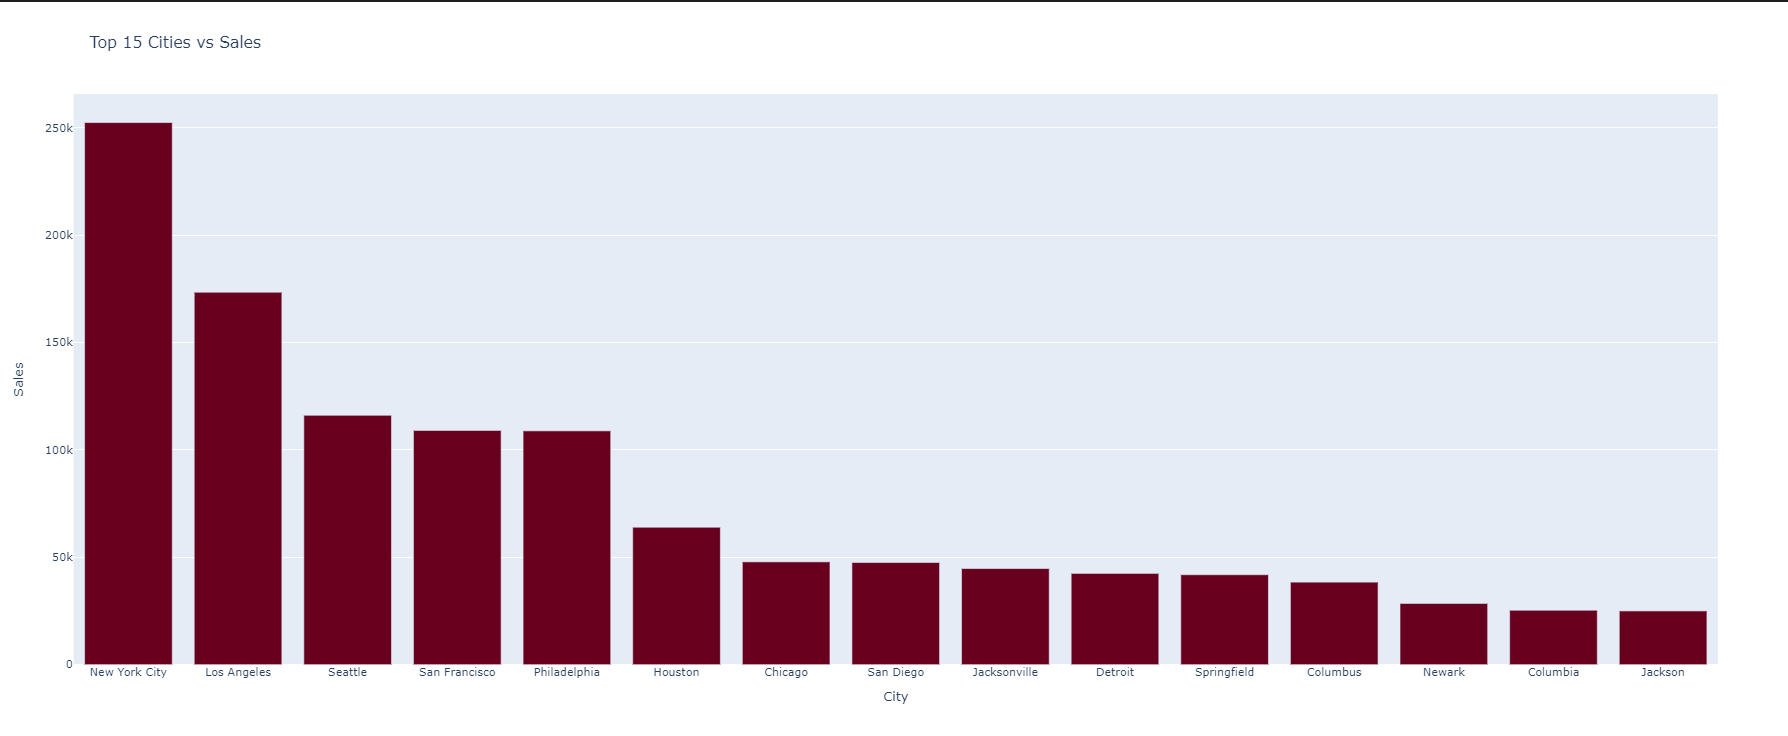 Top 15 Cities vs Sales
250k
200k
150k
100k
50k
0
Sales
New York City
Los Angeles
Seattle
San Francisco
Philadelphia
Houston
Chicago
San Diego
Jacksonville
Detroit
Springfield
Columbus
Newark
Columbia
Jackson
City